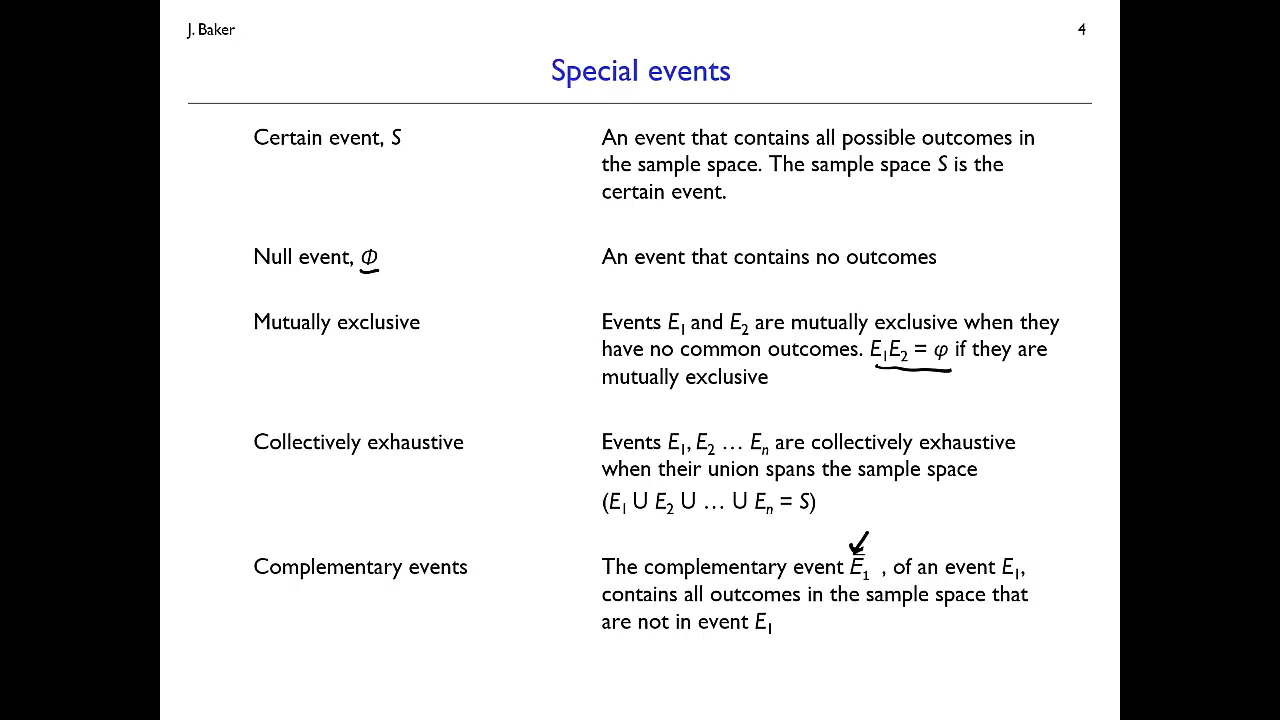 J. Baker
4
Special events
Certain event, S
An event that contains all possible outcomes in
the sample space. The sample space S is the
certain event.
Null event, Φ
An event that contains no outcomes
Mutually exclusive
Events E₁ and E₂ are mutually exclusive when they
have no common outcomes. E₁E₂ = φ if they are
mutually exclusive
Collectively exhaustive
Events E₁, E₂ … Eₙ are collectively exhaustive
when their union spans the sample space
(E₁ U E₂ U … U Eₙ = S)
Complementary events
The complementary event E̅₁ , of an event E₁,
contains all outcomes in the sample space that
are not in event E₁